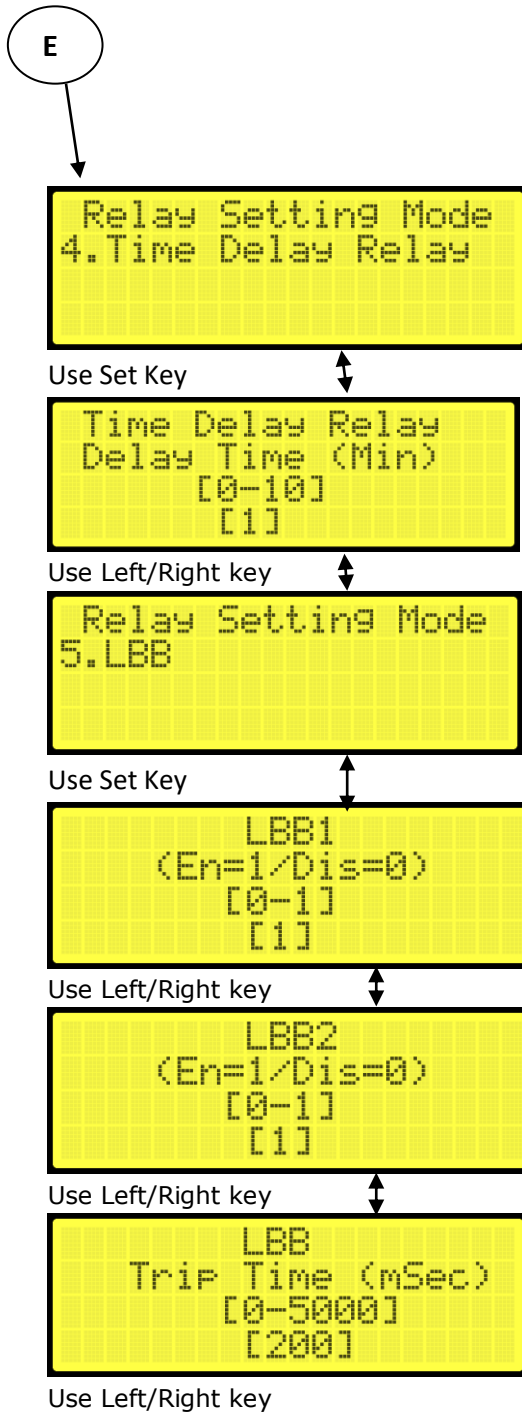 E
Relay Setting Mode
4.Time Delay Relay
Use Set Key
Time Delay Relay
Delay Time (Min)
[0-10]
[1]
Use Left/Right key
Relay Setting Mode
5.LBB
Use Set Key
LBB1
(En=1/Dis=0)
[0-1]
[1]
Use Left/Right key
LBB2
(En=1/Dis=0)
[0-1]
[1]
Use Left/Right key
LBB
Trip Time (mSec)
[0-5000]
[200]
Use Left/Right key